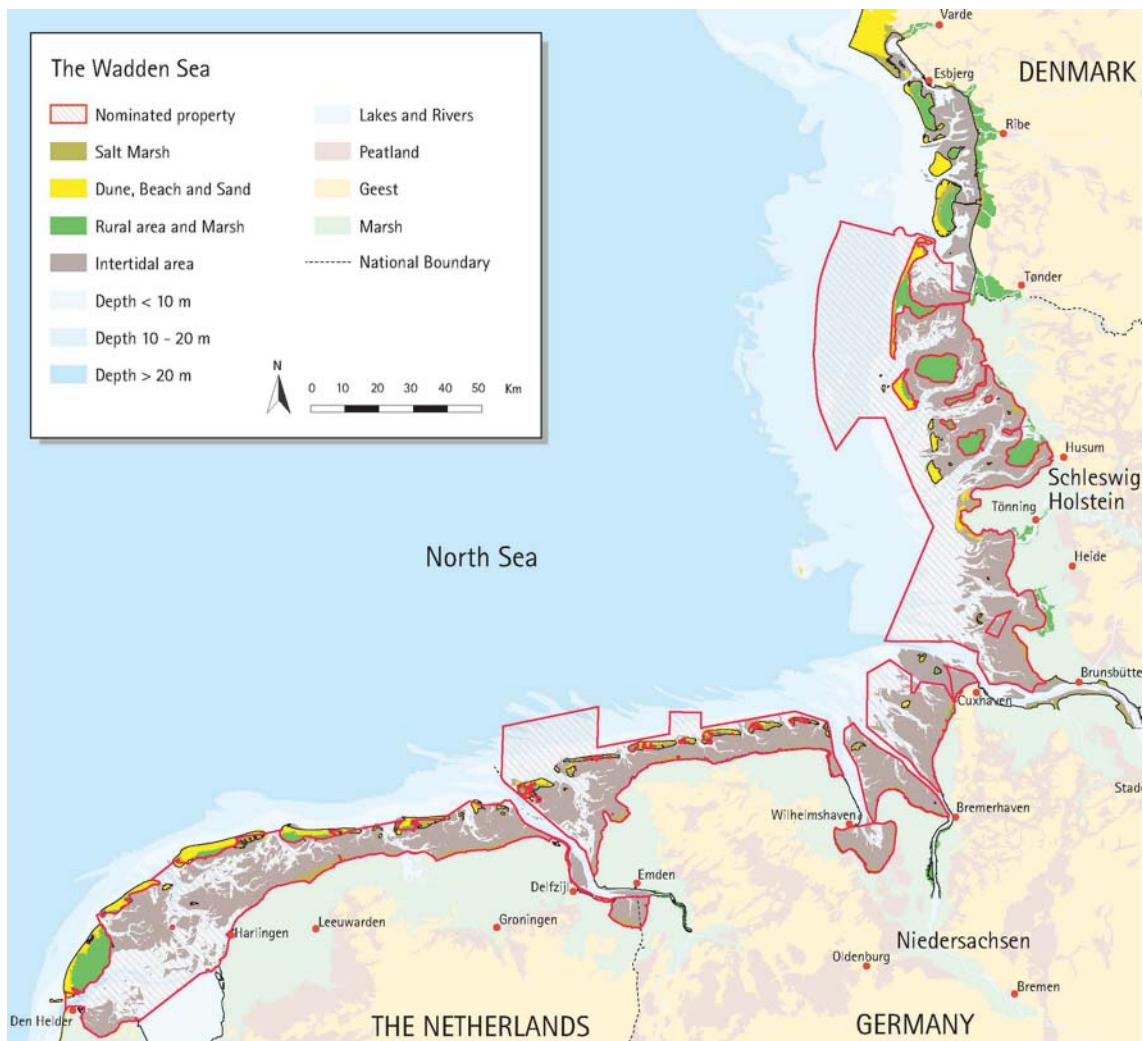 The Wadden Sea
Nominated property
Salt Marsh
Dune, Beach and Sand
Rural area and Marsh
Intertidal area
Depth < 10 m
Depth 10 - 20 m
Depth > 20 m
Lakes and Rivers
Peatland
Geest
Marsh
National Boundary
N
0 10 20 30 40 50 Km
Varde
Esbjerg
DENMARK
Ribe
Tønder
Husum
Schleswig
Holstein
Tönning
North Sea
Heide
Brunsbütte
Cuxhaven
Stade
Bremerhaven
Wilhelmshaven
Emden
Delfzijl
Groningen
Leeuwarden
Harlingen
Niedersachsen
Oldenburg
Bremen
Den Helder
THE NETHERLANDS
GERMANY